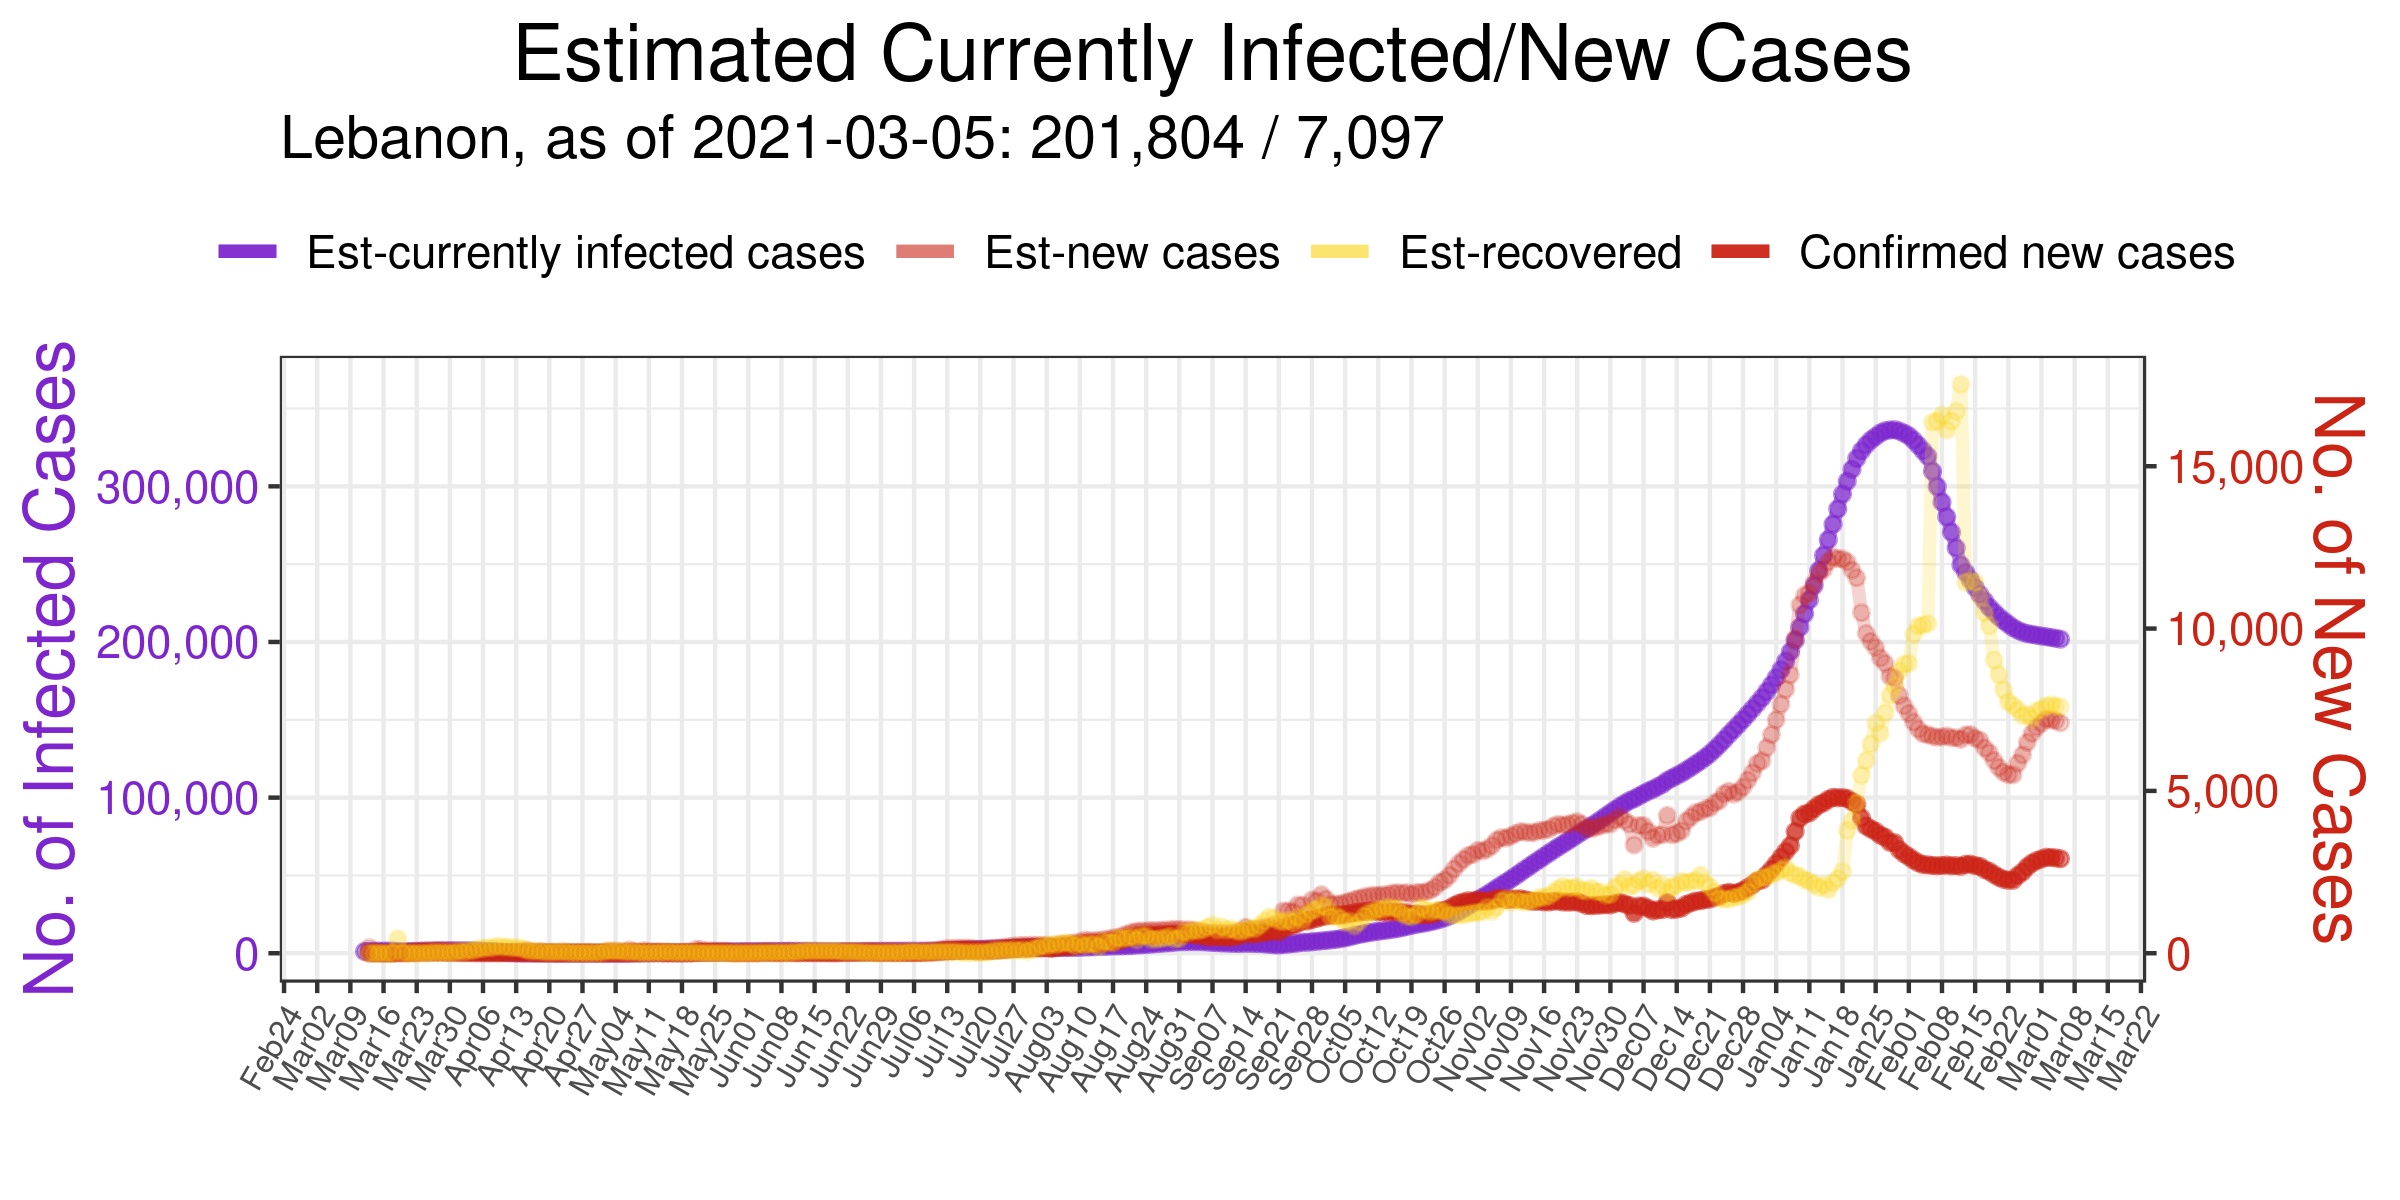 Estimated Currently Infected/New Cases
Lebanon, as of 2021-03-05: 201,804 / 7,097
Est-currently infected cases Est-new cases Est-recovered Confirmed new cases
No. of Infected Cases
300,000
200,000
100,000
0
15,000
10,000
5,000
0
No. of New Cases
Feb24
Mar02
Mar09
Mar16
Mar23
Mar30
Apr06
Apr13
Apr20
Apr27
May04
May11
May18
May25
Jun01
Jun08
Jun15
Jun22
Jun29
Jul06
Jul13
Jul20
Jul27
Aug03
Aug10
Aug17
Aug24
Aug31
Sep07
Sep14
Sep21
Sep28
Oct05
Oct12
Oct19
Oct26
Nov02
Nov09
Nov16
Nov23
Nov30
Dec07
Dec14
Dec21
Dec28
Jan04
Jan11
Jan18
Jan25
Feb01
Feb08
Feb15
Feb22
Mar01
Mar08
Mar15
Mar22